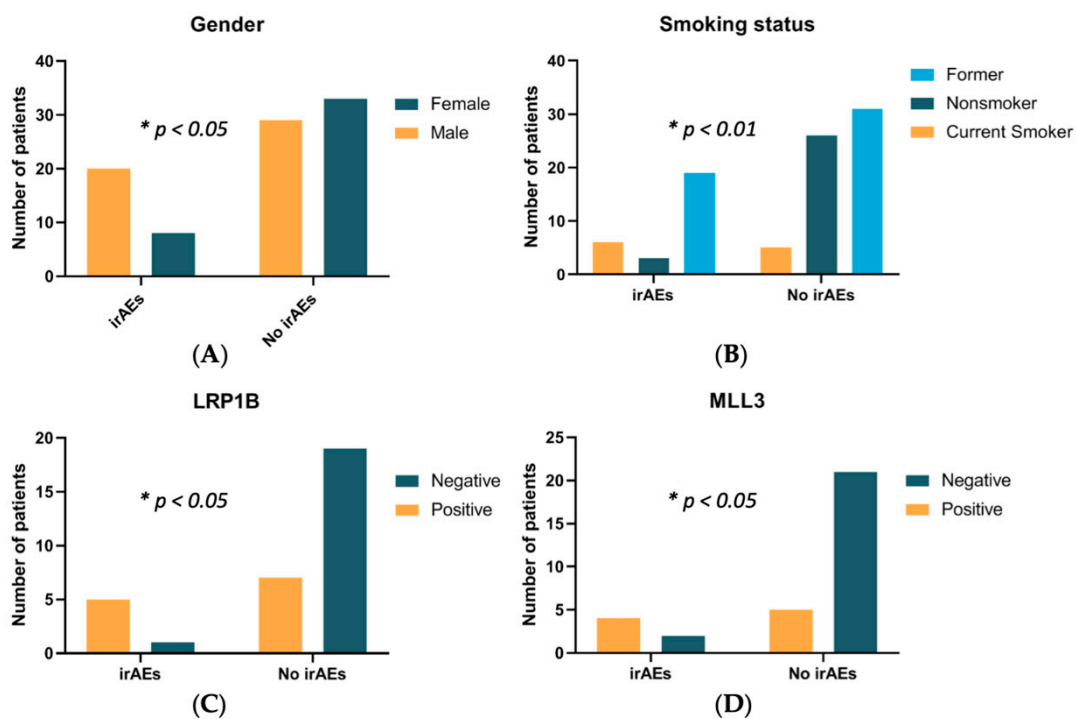 Gender
Number of patients
40
30
20
10
0
* p < 0.05
Female
Male
irAEs
No irAEs
(A)
Smoking status
Number of patients
40
30
20
10
0
* p < 0.01
Former
Nonsmoker
Current Smoker
irAEs
No irAEs
(B)
LRP1B
Number of patients
20
15
10
5
0
* p < 0.05
Negative
Positive
irAEs
No irAEs
(C)
MLL3
Number of patients
25
20
15
10
5
0
* p < 0.05
Negative
Positive
irAEs
No irAEs
(D)